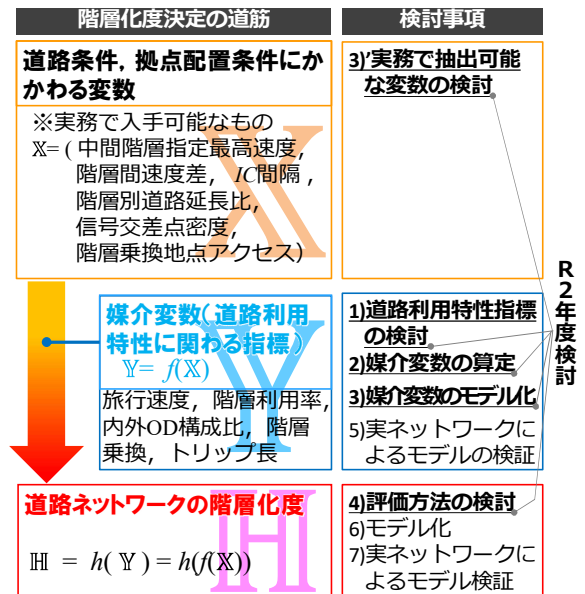 階層化度決定の道筋
検討事項
道路条件，拠点配置条件にか
かわる変数
※実務で入手可能なもの
𝕏= ( 中間階層指定最高速度，
階層間速度差，IC間隔，
階層別道路延長比，
信号交差点密度，
階層乗換地点アクセス)
𝕏
3)'実務で抽出可能
な変数の検討
媒介変数(道路利用
特性に関わる指標)
𝕐= f(𝕏)
旅行速度，階層利用率，
内外OD構成比，階層
乗換，トリップ長
𝕐
1)道路利用特性指標
の検討
2)媒介変数の算定
3)媒介変数のモデル化
5)実ネットワークに
よるモデルの検証
道路ネットワークの階層化度
ℍ = h( 𝕐 ) = h(f(𝕏))
ℍ
4)評価方法の検討
6)モデル化
7)実ネットワークに
よるモデル検証
R2年度検討